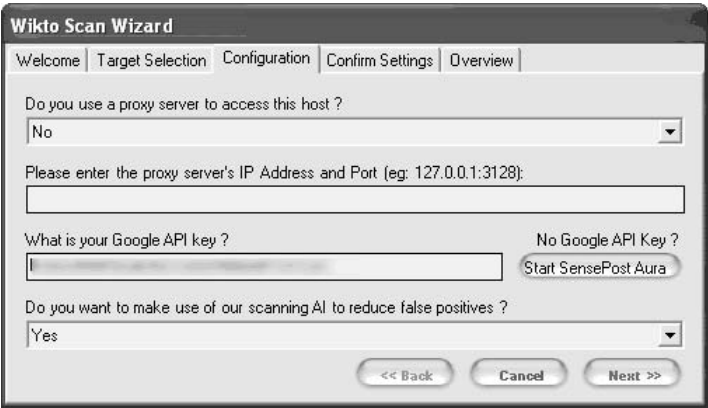 Wikto Scan Wizard
Welcome Target Selection Configuration Confirm Settings Overview
Do you use a proxy server to access this host ?
No
Please enter the proxy server's IP Address and Port (eg: 127.0.0.1:3128):
What is your Google API key ? No Google API Key ?
Start SensePost Aura
Do you want to make use of our scanning AI to reduce false positives ?
Yes
<< Back Cancel Next >>